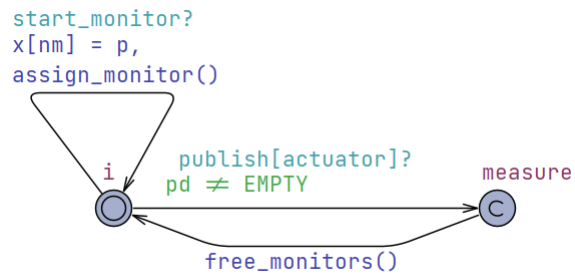 start_monitor?
x[nm] = p,
assign_monitor()
i
publish[actuator]?
pd ≠ EMPTY
measure
C
free_monitors()